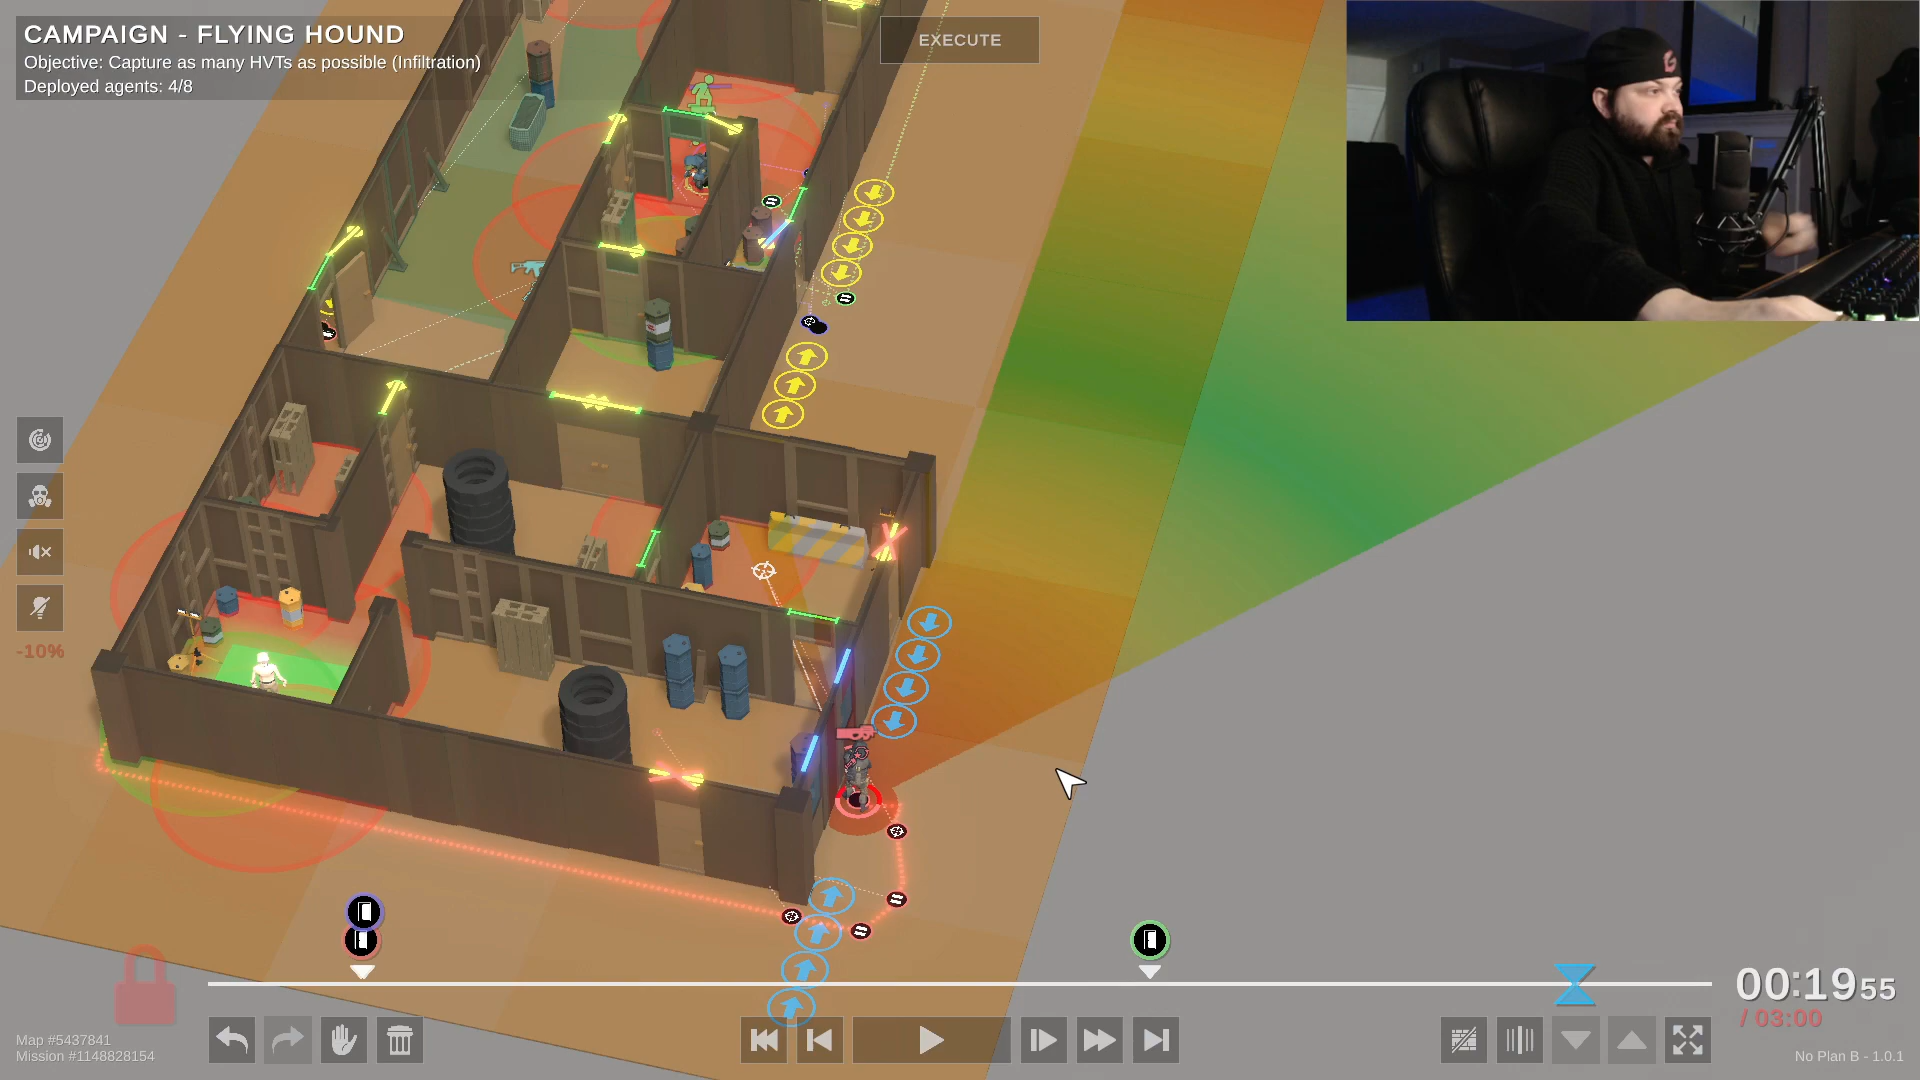 CAMPAIGN - FLYING HOUND
Objective: Capture as many HVTs as possible (Infiltration)
Deployed agents: 4/8
EXECUTE
-10%
00:19 55
/ 03:00
Map #5437841
Mission #1148828154
No Plan B - 1.0.1